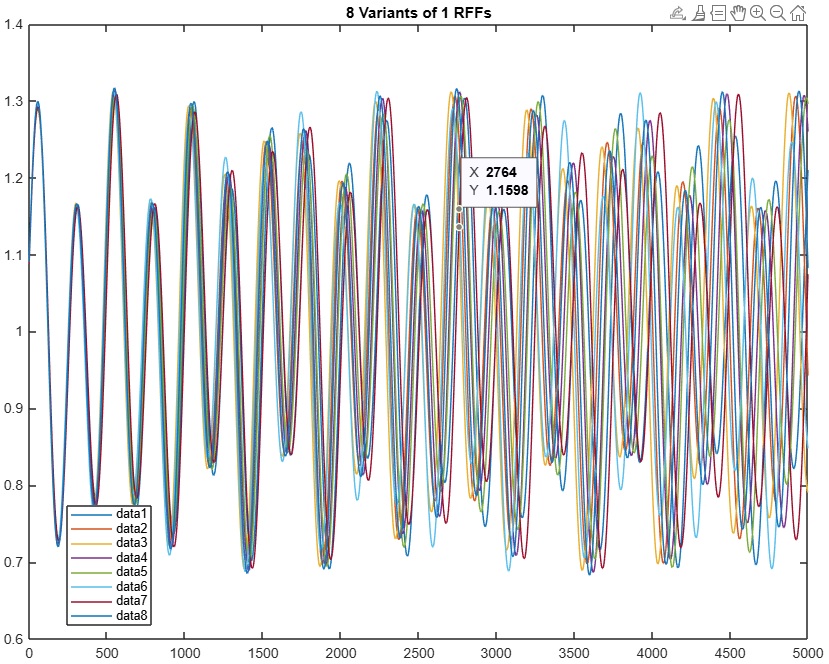 8 Variants of 1 RFFs
1.4
1.3
1.2
1.1
1
0.9
0.8
0.7
0.6
X 2764
Y 1.1598
data1
data2
data3
data4
data5
data6
data7
data8
0 500 1000 1500 2000 2500 3000 3500 4000 4500 5000